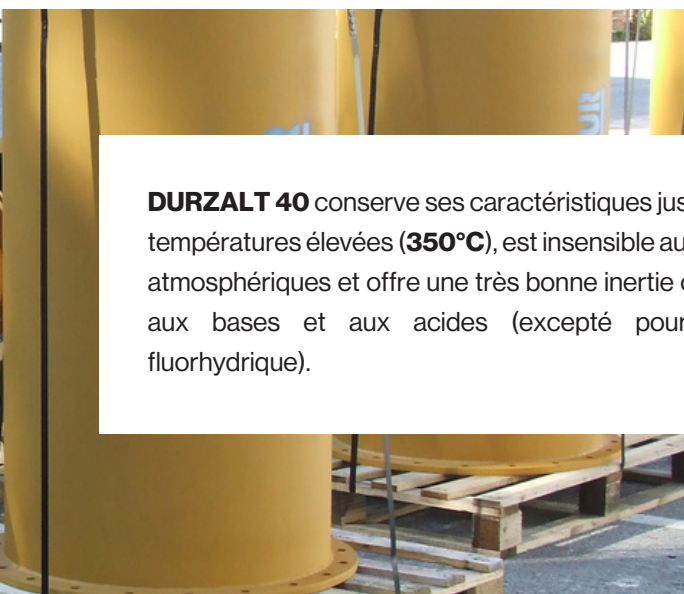 DURZALT 40 conserve ses caractéristiques jus
températures élevées (350°C), est insensible au
atmosphériques et offre une très bonne inertie
aux bases et aux acides (excepté pour
fluorhydrique).
UR